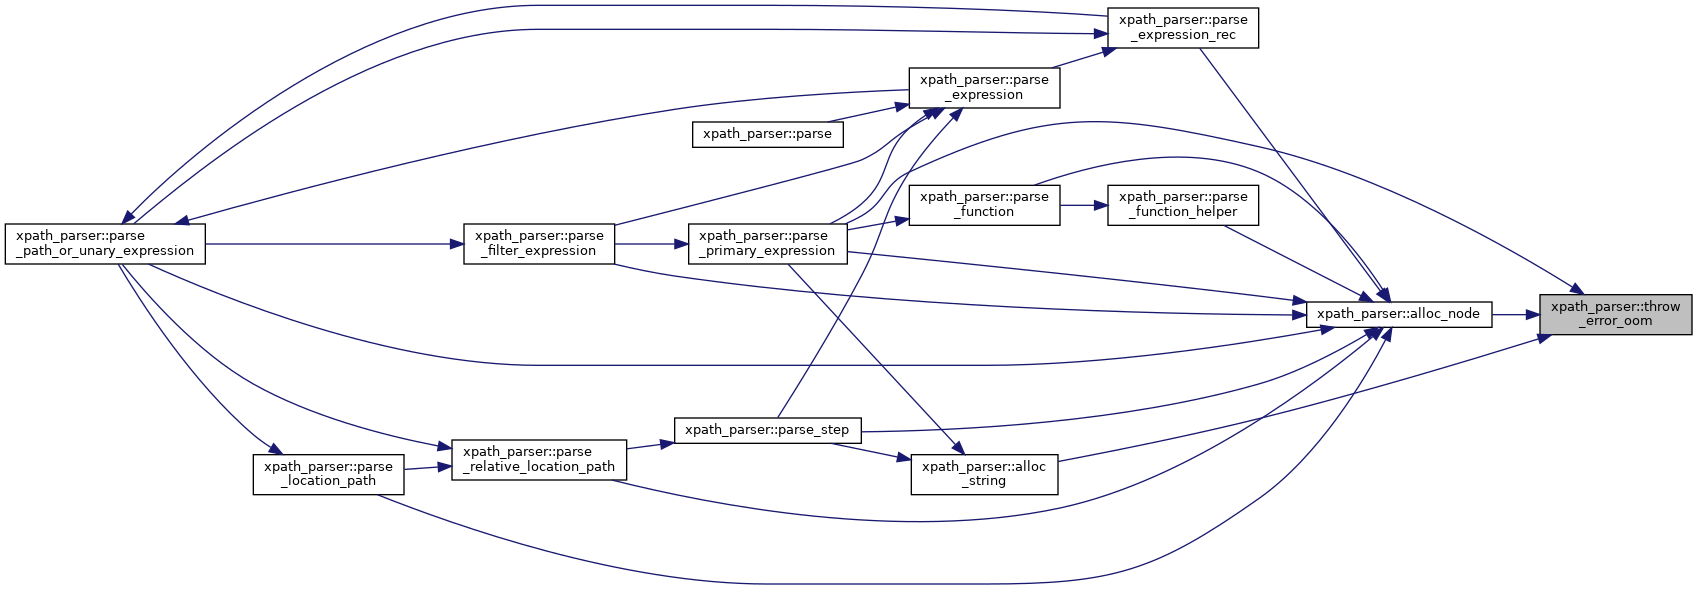 xpath_parser::parse
_expression_rec
xpath_parser::parse
_expression
xpath_parser::parse
xpath_parser::parse
_function
xpath_parser::parse
_function_helper
xpath_parser::parse
_path_or_unary_expression
xpath_parser::parse
_filter_expression
xpath_parser::parse
_primary_expression
xpath_parser::alloc_node
xpath_parser::throw
_error_oom
xpath_parser::parse_step
xpath_parser::parse
_relative_location_path
xpath_parser::parse
_location_path
xpath_parser::alloc
_string